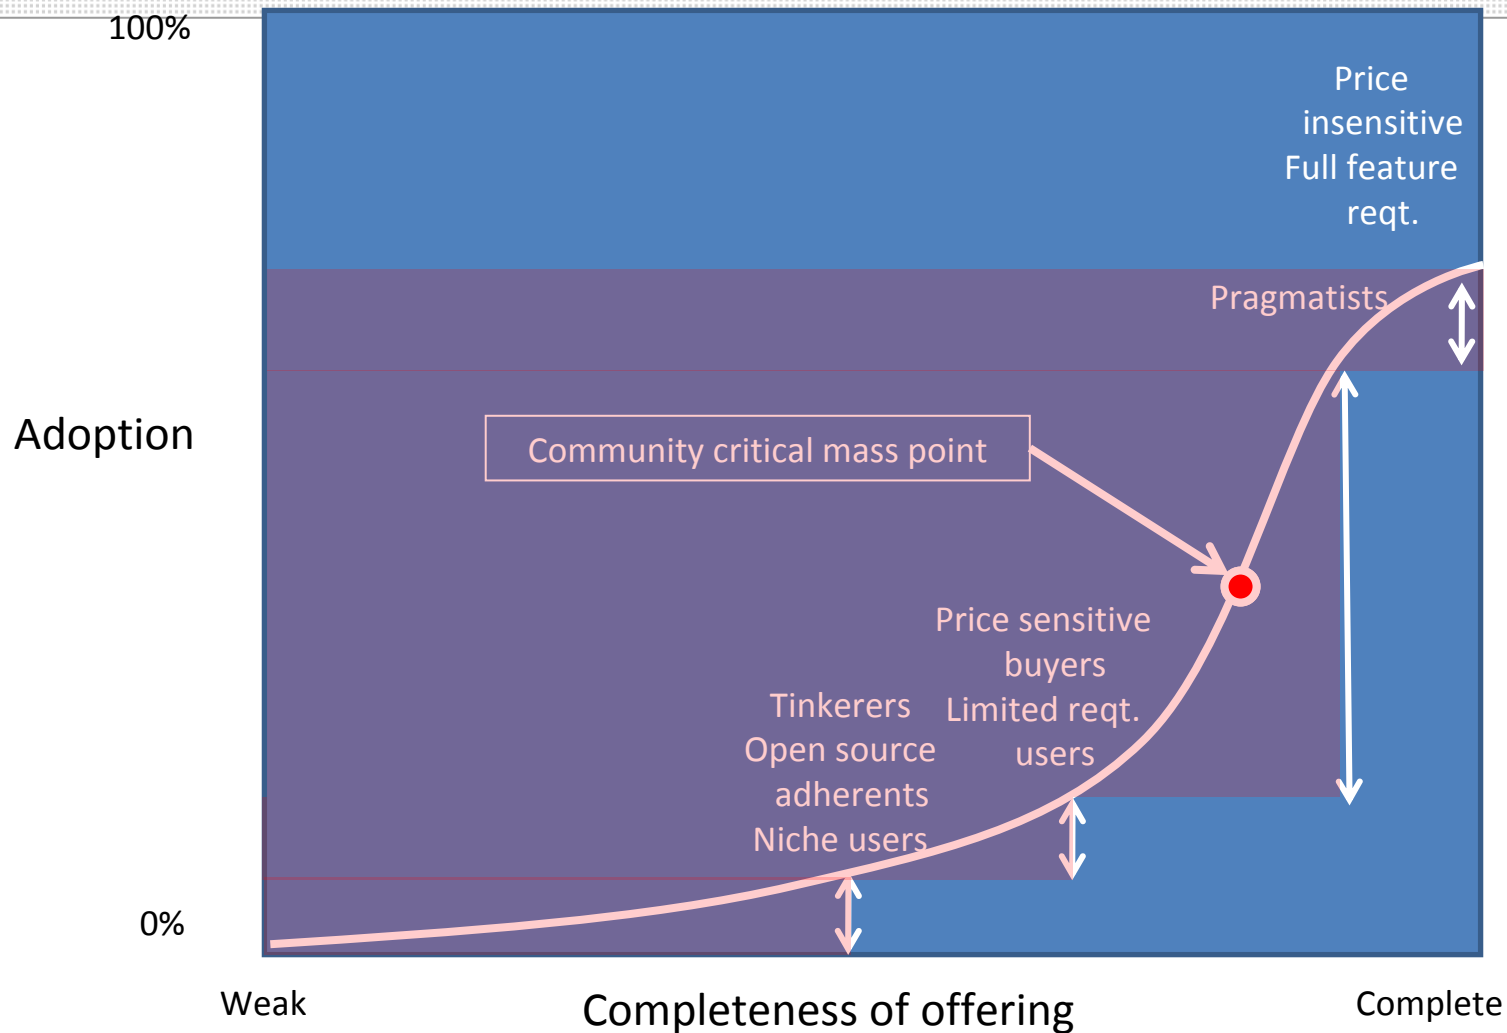 100%
Price
insensitive
Full feature
reqt.
Pragmatists
Adoption
Community critical mass point
Price sensitive
buyers
Limited reqt.
users
Tinkerers
Open source
adherents
Niche users
0%
Weak
Completeness of offering
Complete